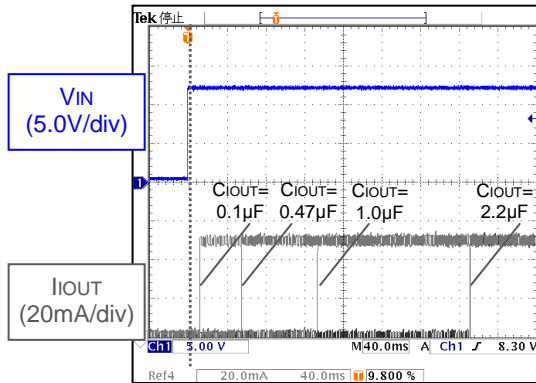 Tek 停止
T
T
VIN
(5.0V/div)
1
CIOUT=
0.1µF
CIOUT=
0.47µF
CIOUT=
1.0µF
CIOUT=
2.2µF
IIOUT
(20mA/div)
Ch1 5.00 V M 40.0ms A Ch1 8.30 V
Ref4 20.0mA 40.0ms T 9.800 %